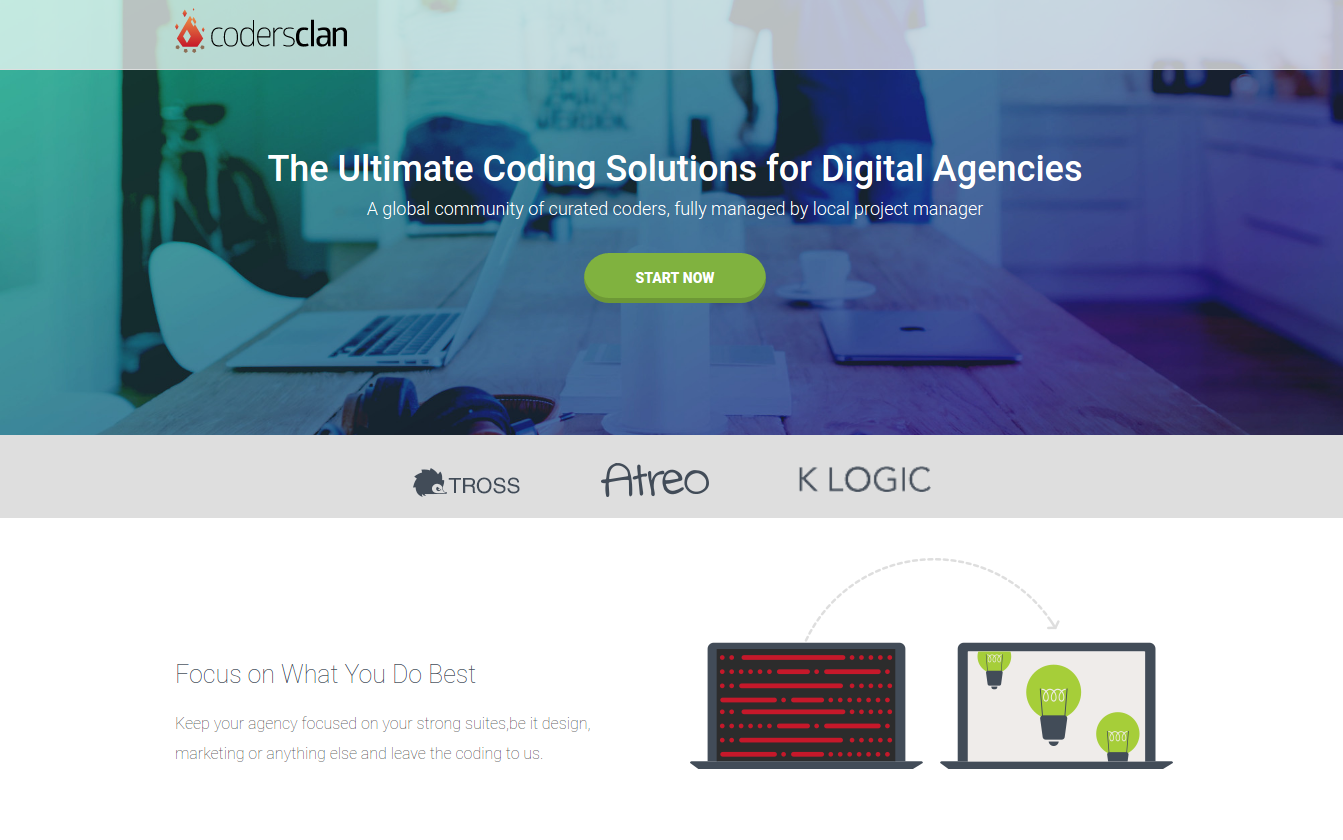 codersclan
The Ultimate Coding Solutions for Digital Agencies
A global community of curated coders, fully managed by local project manager
START NOW
TROSS
Atreo
K LOGIC
Focus on What You Do Best
Keep your agency focused on your strong suites,be it design,
marketing or anything else and leave the coding to us.